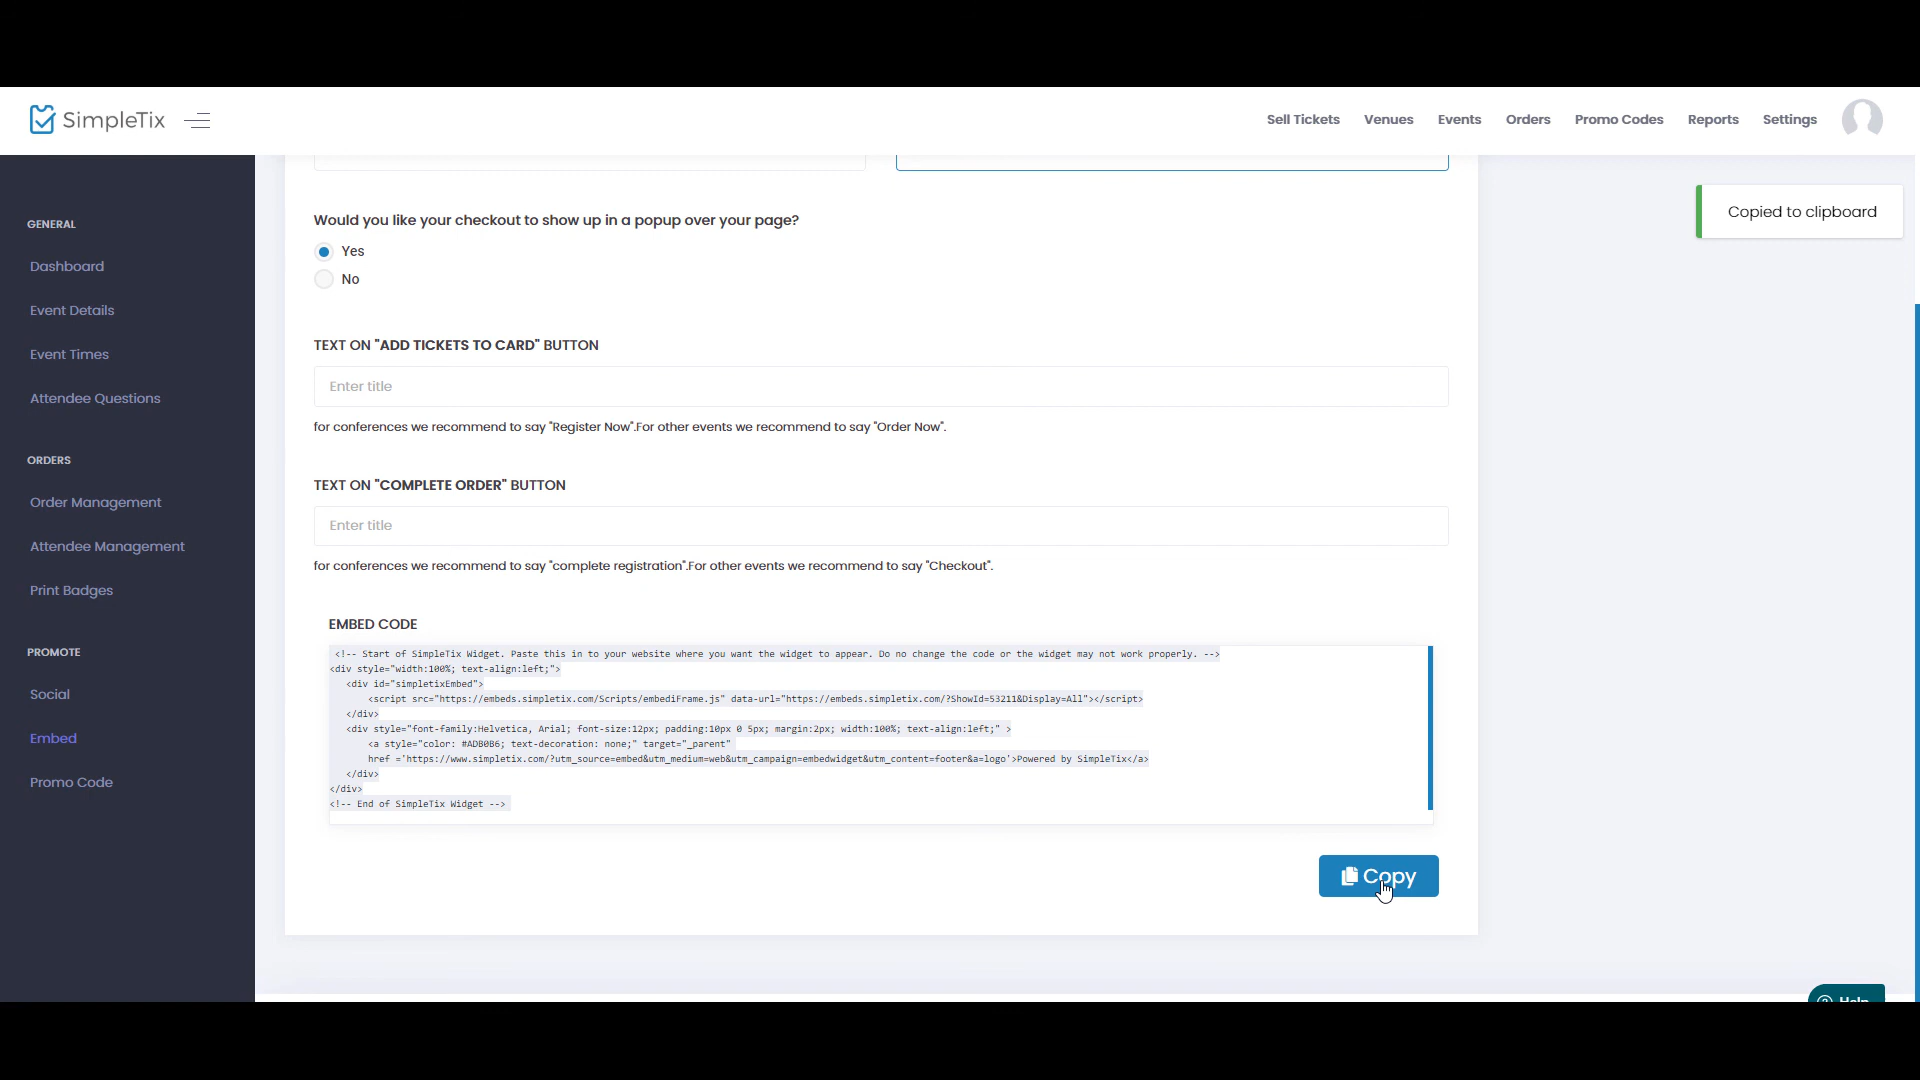 SimpleTix
Sell Tickets Venues Events Orders Promo Codes Reports Settings
Copied to clipboard
GENERAL
Dashboard
Event Details
Event Times
Attendee Questions
ORDERS
Order Management
Attendee Management
Print Badges
PROMOTE
Social
Embed
Promo Code
Would you like your checkout to show up in a popup over your page?
Yes
No
TEXT ON "ADD TICKETS TO CARD" BUTTON
Enter title
for conferences we recommend to say "Register Now".For other events we recommend to say "Order Now".
TEXT ON "COMPLETE ORDER" BUTTON
Enter title
for conferences we recommend to say "complete registration".For other events we recommend to say "Checkout".
EMBED CODE
<!-- Start of SimpleTix Widget. Paste this in to your website where you want the widget to appear. Do no change the code or the widget may not work properly. -->
<div style="width:100%; text-align:left;">
<div id="simpletixEmbed">
<script src="https://embeds.simpletix.com/Scripts/embediFrame.js" data-url="https://embeds.simpletix.com/?ShowId=53211&Display=All"></script>
</div>
<div style="font-family:Helvetica, Arial; font-size:12px; padding:10px 0 5px; margin:2px; width:100%; text-align:left;" >
<a style="color: #ADB0B6; text-decoration: none;" target="_parent"
href ='https://www.simpletix.com/?utm_source=embed&utm_medium=web&utm_campaign=embedwidget&utm_content=footer&a=logo'>Powered by SimpleTix</a>
</div>
</div>
<!-- End of SimpleTix Widget -->
Copy
Help